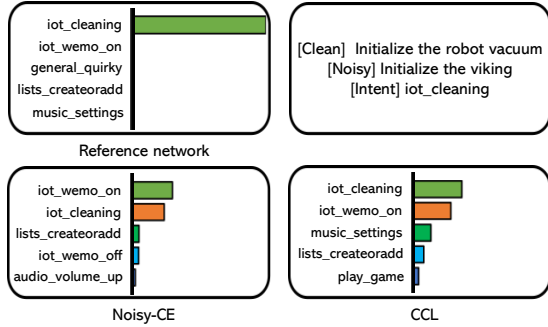 iot_cleaning
iot_wemo_on
general_quirky
lists_createoradd
music_settings
Reference network
[Clean] Initialize the robot vacuum
[Noisy] Initialize the viking
[Intent] iot_cleaning
iot_wemo_on
iot_cleaning
lists_createoradd
iot_wemo_off
audio_volume_up
Noisy-CE
iot_cleaning
iot_wemo_on
music_settings
lists_createoradd
play_game
CCL